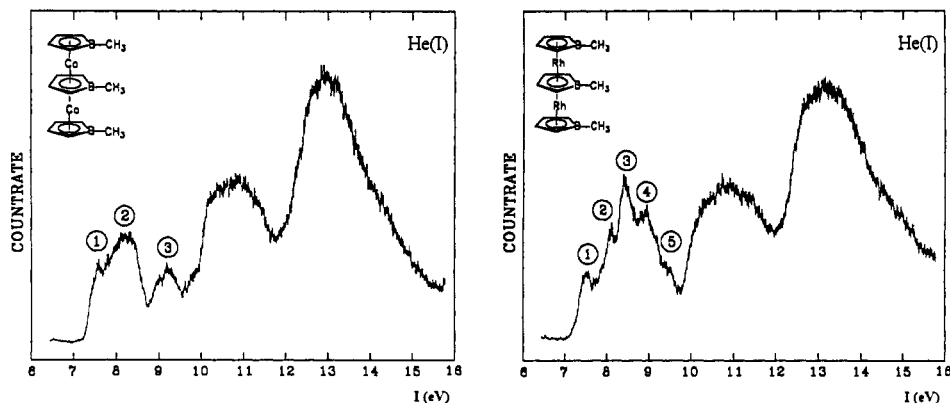 He(I)
B—CH₃
Co
B—CH₃
Co
B—CH₃
COUNTRATE
① ② ③
6 7 8 9 10 11 12 13 14 15 16
I (eV)
He(I)
B—CH₃
Rh
B—CH₃
Rh
B—CH₃
COUNTRATE
① ② ③ ④ ⑤
6 7 8 9 10 11 12 13 14 15 16
I (eV)